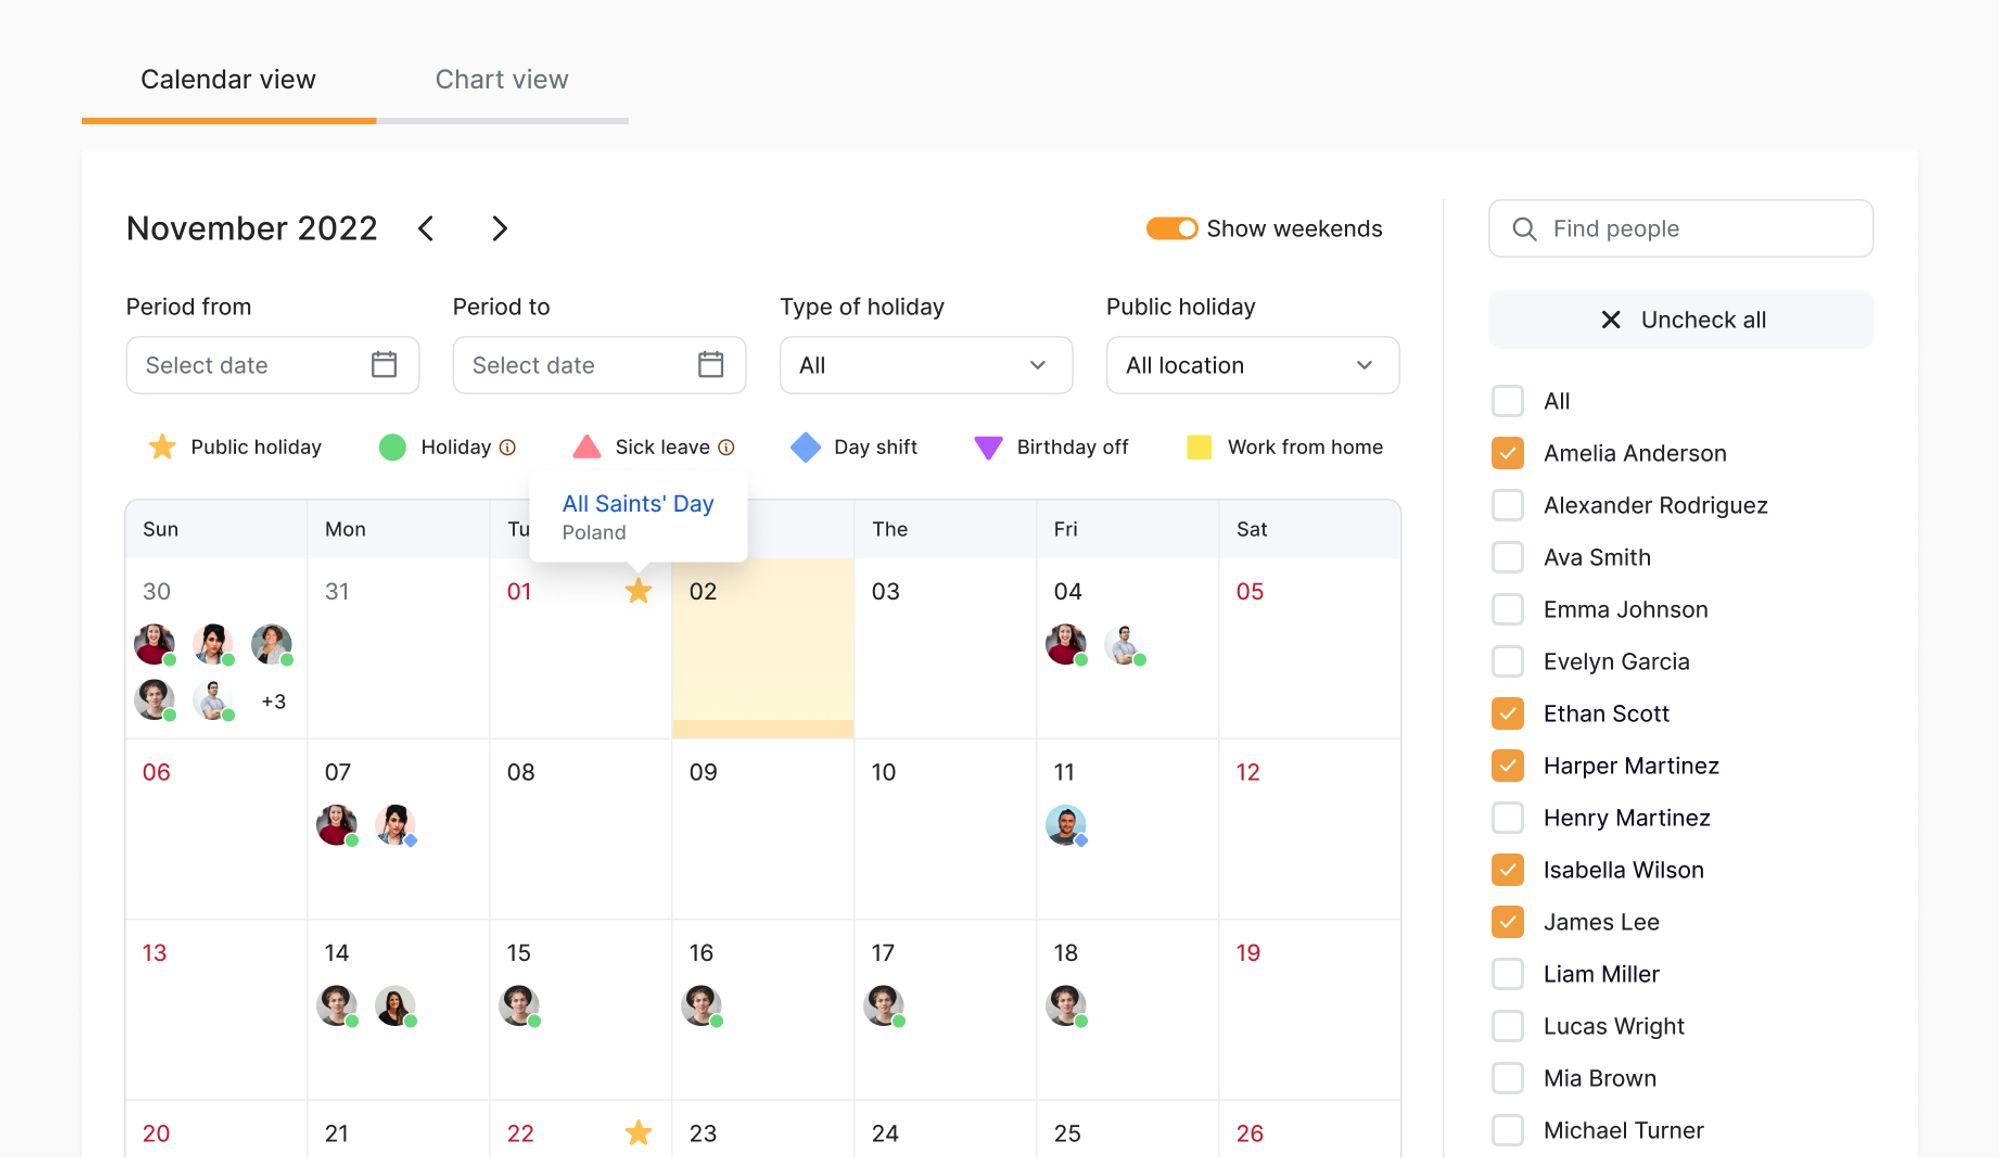 Calendar view Chart view
November 2022
Show weekends
Find people
Period from Period to Type of holiday Public holiday
Select date Select date All All location
Uncheck all
Public holiday Holiday Sick leave Day shift Birthday off Work from home
All Saints' Day
Poland
Sun Mon Tu The Fri Sat
30 31 01 02 03 04 05
+3
06 07 08 09 10 11 12
13 14 15 16 17 18 19
20 21 22 23 24 25 26
All
Amelia Anderson
Alexander Rodriguez
Ava Smith
Emma Johnson
Evelyn Garcia
Ethan Scott
Harper Martinez
Henry Martinez
Isabella Wilson
James Lee
Liam Miller
Lucas Wright
Mia Brown
Michael Turner